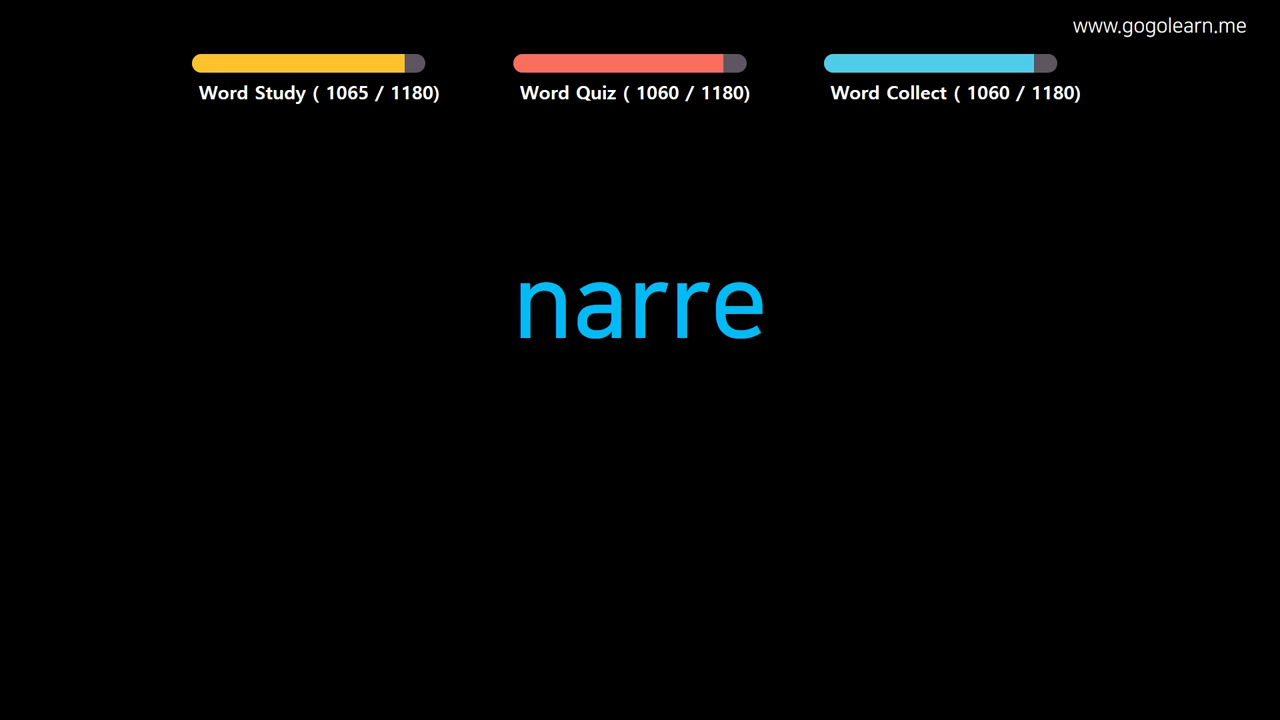 www.gogolearn.me
Word Study ( 1065 / 1180)
Word Quiz ( 1060 / 1180)
Word Collect ( 1060 / 1180)
narre